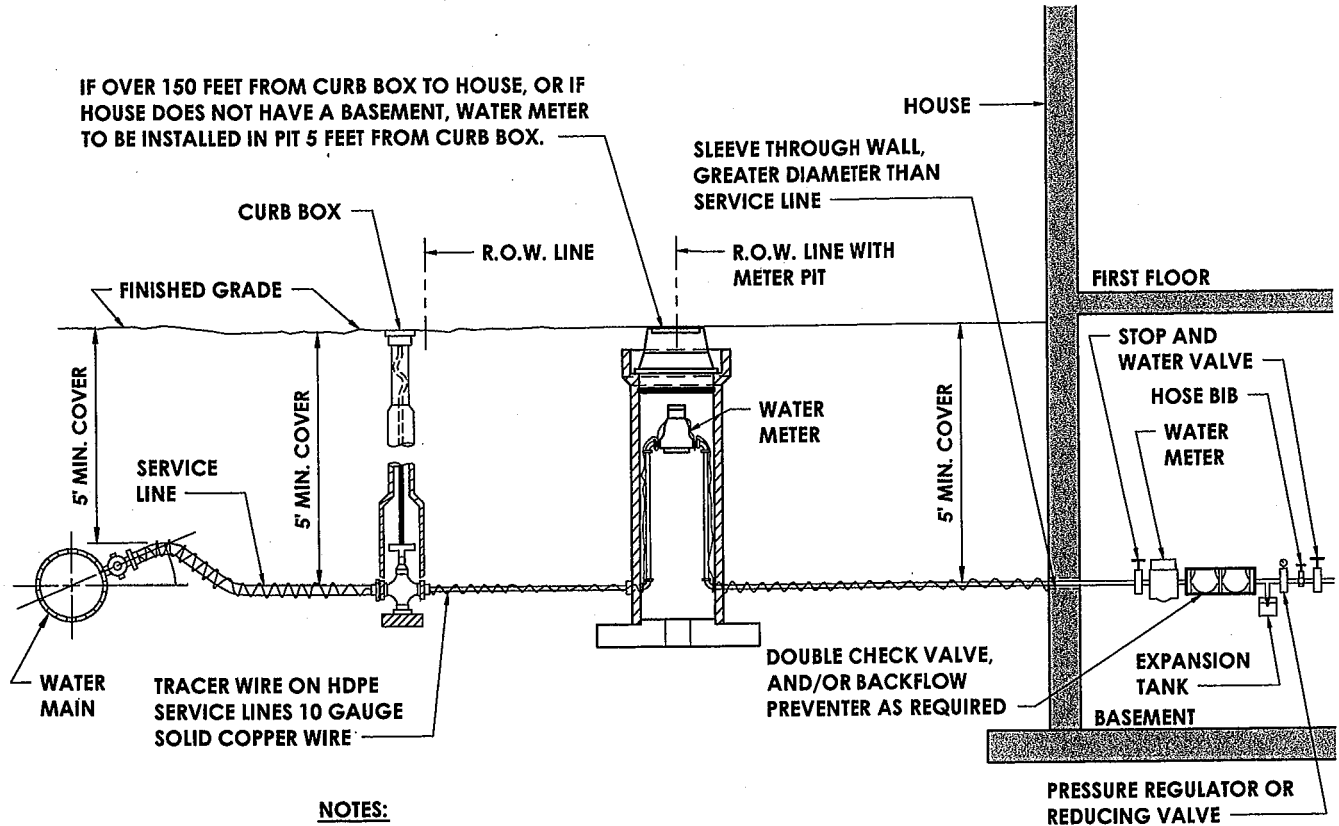 IF OVER 150 FEET FROM CURB BOX TO HOUSE, OR IF
HOUSE DOES NOT HAVE A BASEMENT, WATER METER
TO BE INSTALLED IN PIT 5 FEET FROM CURB BOX.
HOUSE
SLEEVE THROUGH WALL,
GREATER DIAMETER THAN
SERVICE LINE
CURB BOX
R.O.W. LINE
R.O.W. LINE WITH
METER PIT
FIRST FLOOR
FINISHED GRADE
STOP AND
WATER VALVE
HOSE BIB
WATER
METER
5' MIN. COVER
SERVICE
LINE
5' MIN. COVER
WATER
METER
5' MIN. COVER
WATER
MAIN
TRACER WIRE ON HDPE
SERVICE LINES 10 GAUGE
SOLID COPPER WIRE
DOUBLE CHECK VALVE,
AND/OR BACKFLOW
PREVENTER AS REQUIRED
EXPANSION
TANK
BASEMENT
PRESSURE REGULATOR OR
REDUCING VALVE
NOTES: